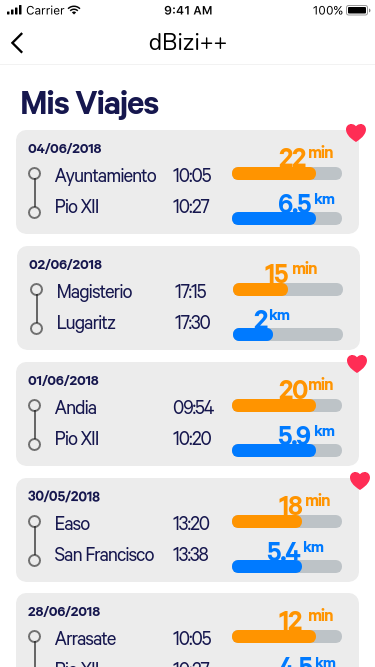 Carrier 9:41 AM 100%
dBizi++
Mis Viajes
04/06/2018
22 min
Ayuntamiento 10:05
6.5 km
Pio XII 10:27
02/06/2018
15 min
Magisterio 17:15
2 km
Lugaritz 17:30
01/06/2018
20 min
Andia 09:54
5.9 km
Pio XII 10:20
30/05/2018
18 min
Easo 13:20
5.4 km
San Francisco 13:38
28/06/2018
12 min
Arrasate 10:05
4.5 km
Pio XII 10:27